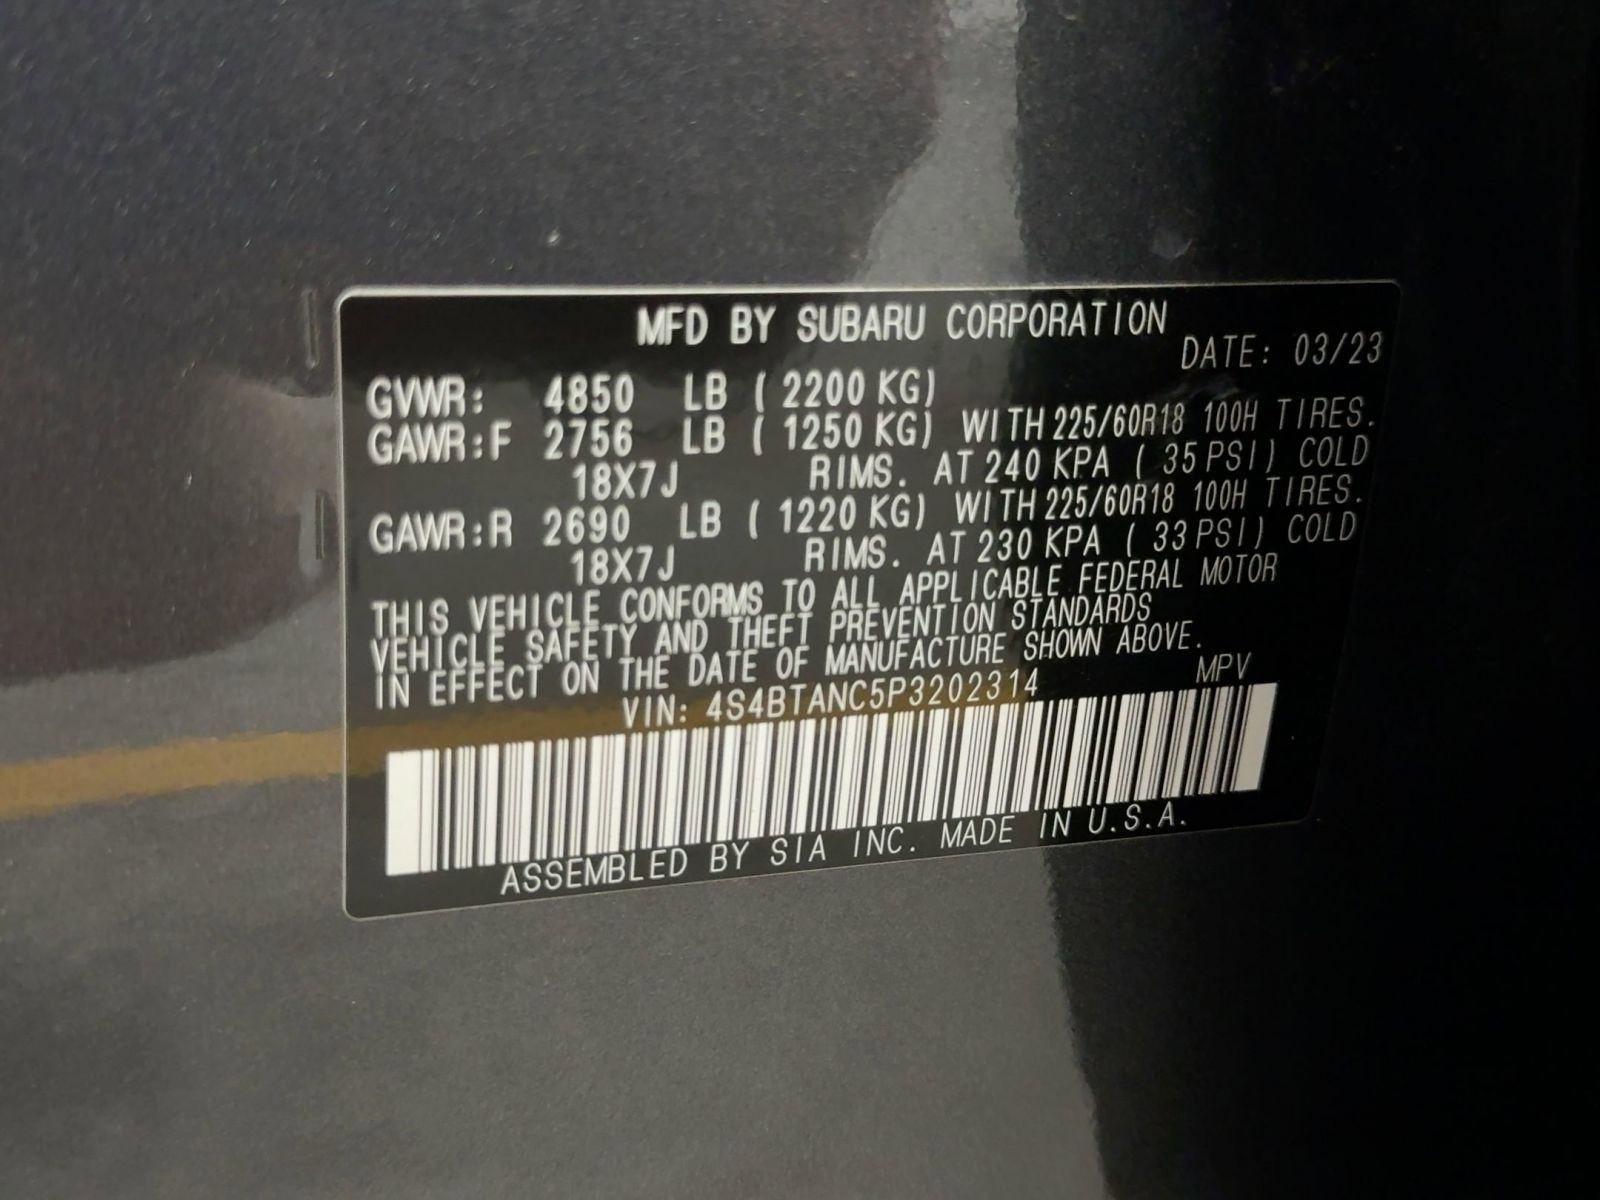 MFD BY SUBARU CORPORATION
DATE: 03/23
GVWR: 4850 LB ( 2200 KG)
GAWR:F 2756 LB ( 1250 KG) WITH 225/60R18 100H TIRES.
18X7J RIMS. AT 240 KPA ( 35 PSI) COLD
GAWR:R 2690 LB ( 1220 KG) WITH 225/60R18 100H TIRES.
18X7J RIMS. AT 230 KPA ( 33 PSI) COLD
THIS VEHICLE CONFORMS TO ALL APPLICABLE FEDERAL MOTOR
VEHICLE SAFETY AND THEFT PREVENTION STANDARDS
IN EFFECT ON THE DATE OF MANUFACTURE SHOWN ABOVE.
VIN: 4S4BTANC5P3202314 MPV
ASSEMBLED BY SIA INC. MADE IN U.S.A.